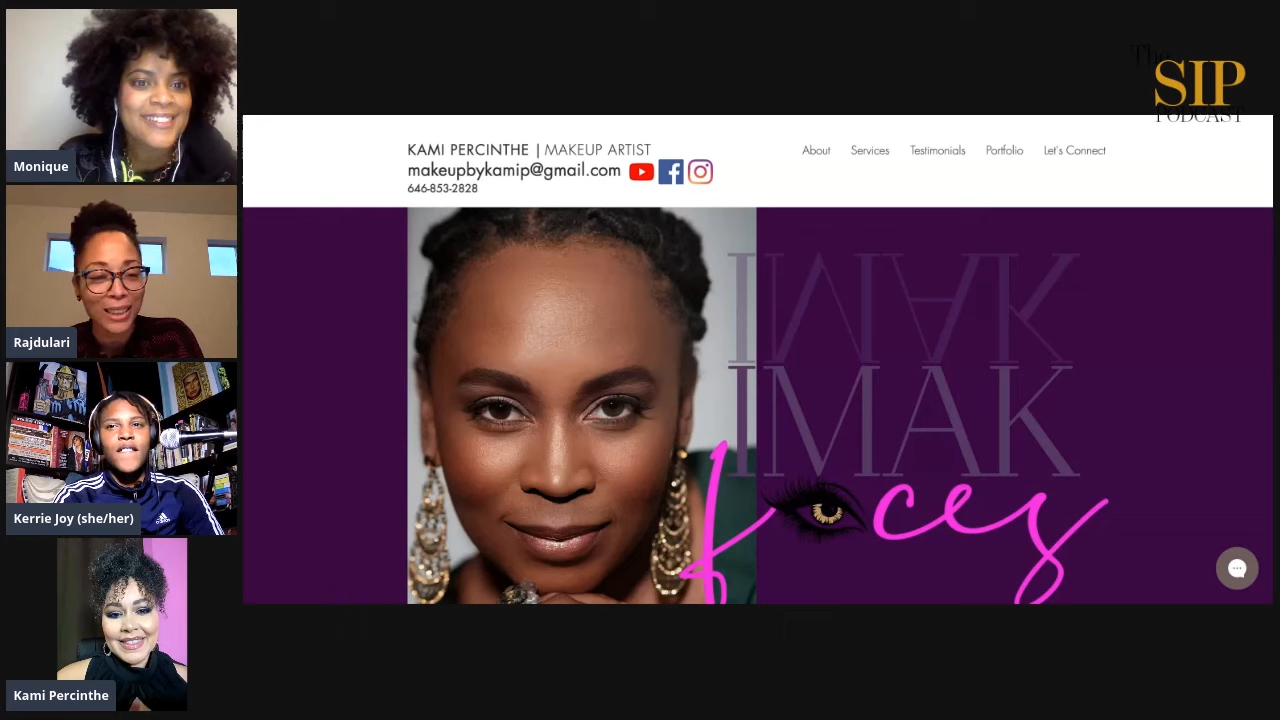 Monique
Rajdulari
Kerrie Joy (she/her)
Kami Percinthe
The
SIP
PODCAST
KAMI PERCINTHE | MAKEUP ARTIST
makeupbykamip@gmail.com
646-853-2828
About Services Testimonials Portfolio Let's Connect
IMAK
IMAK
faces